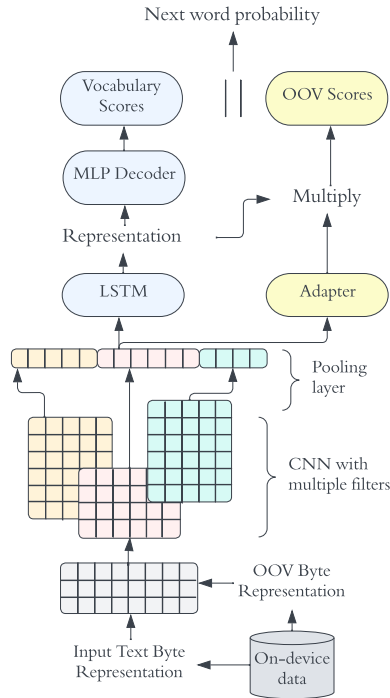 Next word probability
Vocabulary
Scores
OOV Scores
MLP Decoder
Multiply
Representation
LSTM
Adapter
Pooling
layer
CNN with
multiple filters
OOV Byte
Representation
Input Text Byte
Representation
On-device
data